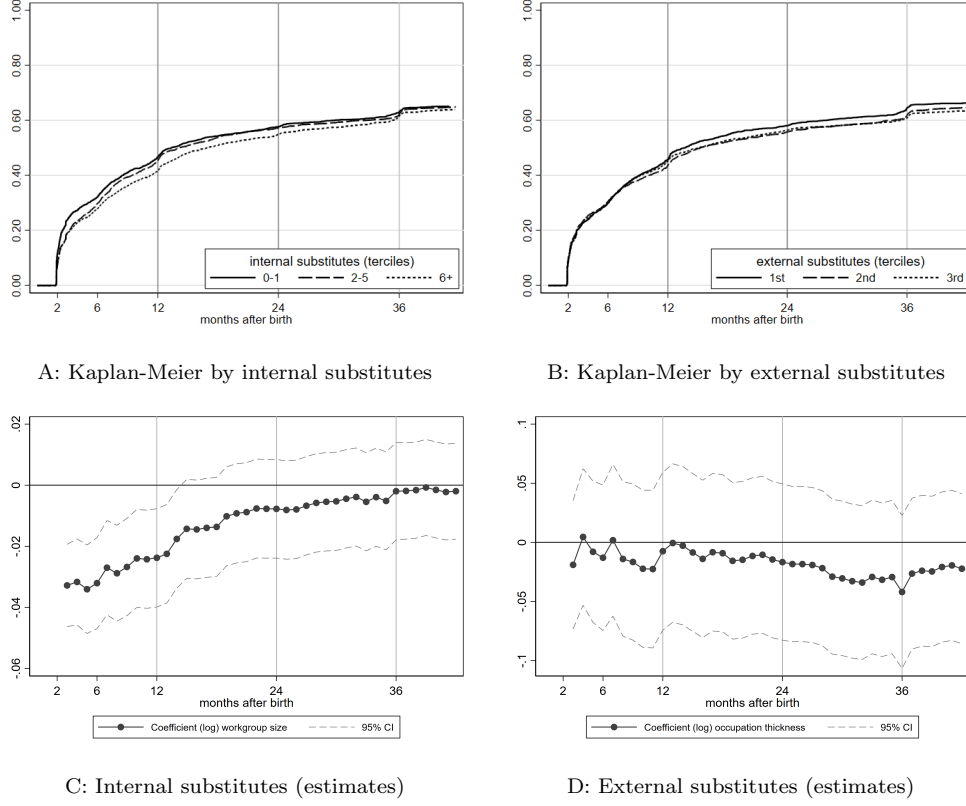 1.00
0.80
0.60
0.40
0.20
0.00
internal substitutes (terciles)
0-1 2-5 6+
2 6 12 24 36
months after birth
A: Kaplan-Meier by internal substitutes
1.00
0.80
0.60
0.40
0.20
0.00
external substitutes (terciles)
1st 2nd 3rd
2 6 12 24 36
months after birth
B: Kaplan-Meier by external substitutes
.02
0
-.02
-.04
-.06
2 6 12 24 36
months after birth
Coefficient (log) workgroup size 95% CI
C: Internal substitutes (estimates)
.1
.05
0
-.05
-.1
2 6 12 24 36
months after birth
Coefficient (log) occupation thickness 95% CI
D: External substitutes (estimates)